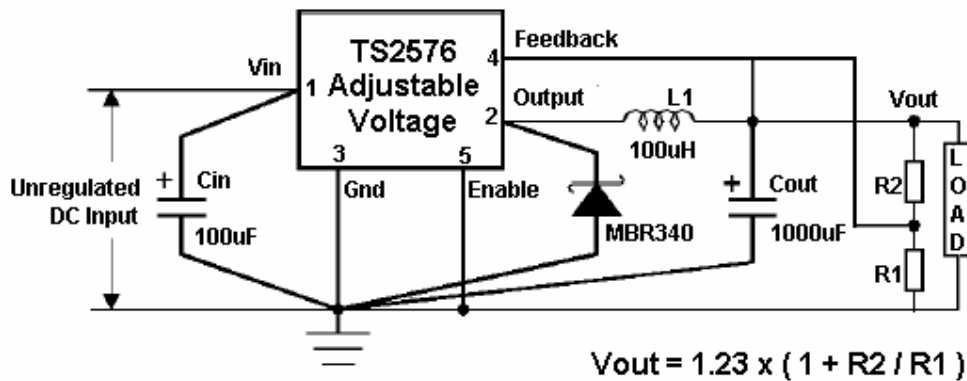 TS2576
Adjustable
Voltage
Vin
1
Feedback
4
Output
2
3
5
Gnd
Enable
L1
100uH
Vout
Unregulated
DC Input
+
Cin
100uF
MBR340
+
Cout
1000uF
R2
R1
LOAD
Vout = 1.23 x ( 1 + R2 / R1 )